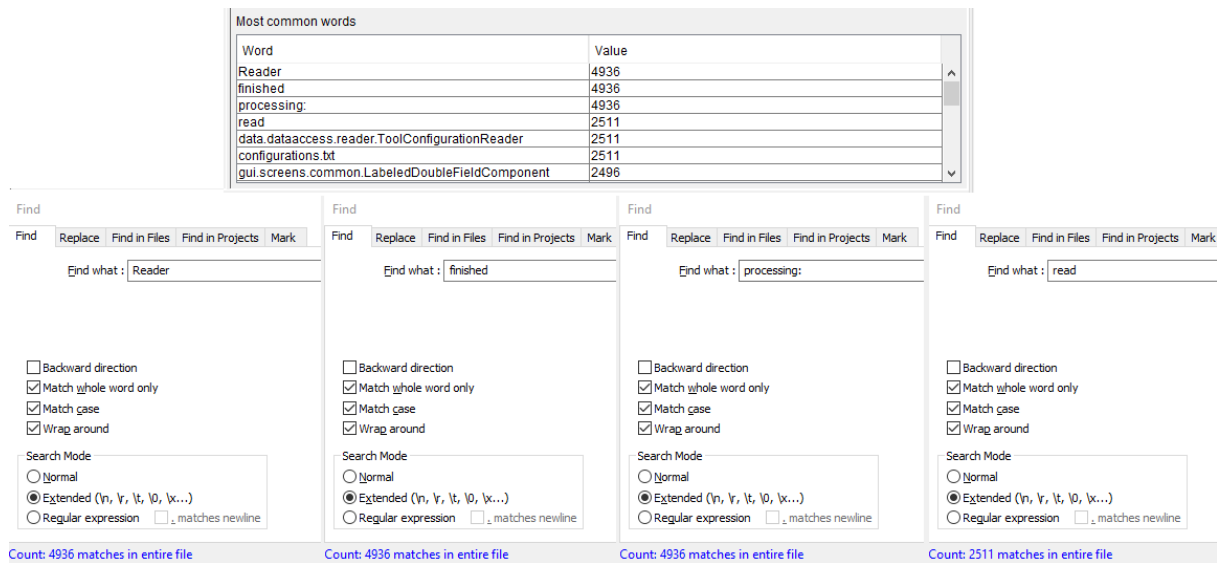 Most common words
Word Value
Reader 4936
finished 4936
processing: 4936
read 2511
data.dataaccess.reader.ToolConfigurationReader 2511
configurations.txt 2511
gui.screens.common.LabeledDoubleFieldComponent 2496
Find
Find Replace Find in Files Find in Projects Mark
Find what : Reader
Backward direction
Match whole word only
Match case
Wrap around
Search Mode
Normal
Extended (\n, \r, \t, \0, \x...)
Regular expression . matches newline
Count: 4936 matches in entire file
Find
Find Replace Find in Files Find in Projects Mark
Find what : finished
Backward direction
Match whole word only
Match case
Wrap around
Search Mode
Normal
Extended (\n, \r, \t, \0, \x...)
Regular expression . matches newline
Count: 4936 matches in entire file
Find
Find Replace Find in Files Find in Projects Mark
Find what : processing:
Backward direction
Match whole word only
Match case
Wrap around
Search Mode
Normal
Extended (\n, \r, \t, \0, \x...)
Regular expression . matches newline
Count: 4936 matches in entire file
Find
Find Replace Find in Files Find in Projects Mark
Find what : read
Backward direction
Match whole word only
Match case
Wrap around
Search Mode
Normal
Extended (\n, \r, \t, \0, \x...)
Regular expression . matches newline
Count: 2511 matches in entire file